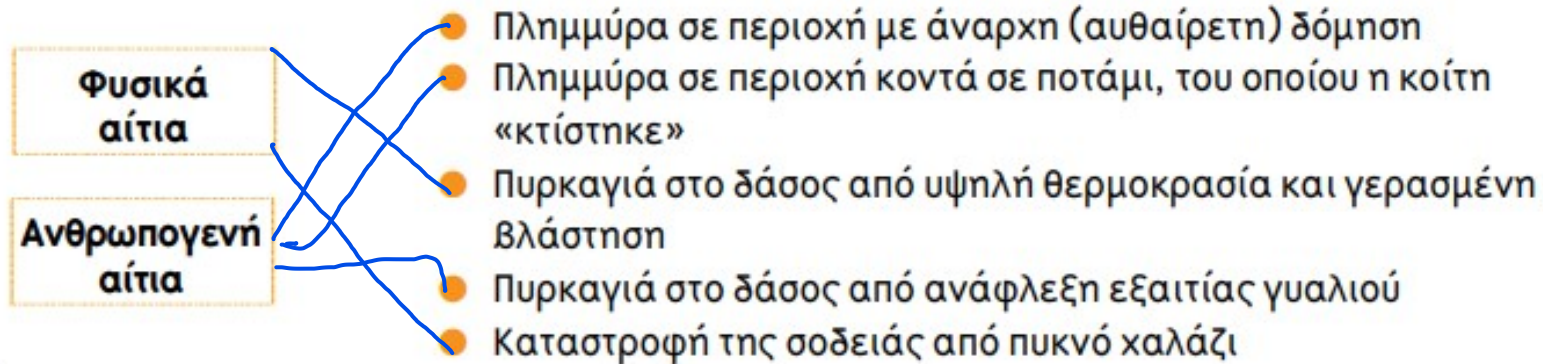 Φυσικά
αίτια
Ανθρωπογενή
αίτια
Πλημμύρα σε περιοχή με άναρχη (αυθαίρετη) δόμηση
Πλημμύρα σε περιοχή κοντά σε ποτάμι, του οποίου η κοίτη
«κτίστηκε»
Πυρκαγιά στο δάσος από υψηλή θερμοκρασία και γερασμένη
βλάστηση
Πυρκαγιά στο δάσος από ανάφλεξη εξαιτίας γυαλιού
Καταστροφή της σοδειάς από πυκνό χαλάζι